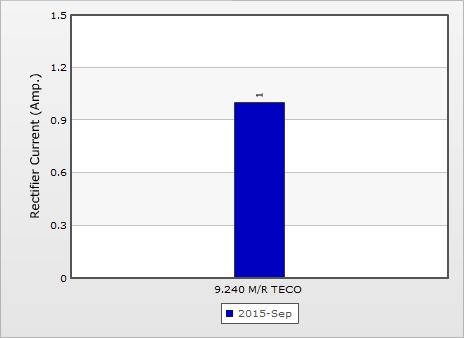 1.5
1.2
0.9
0.6
0.3
0
Rectifier Current (Amp.)
1
9.240 M/R TECO
2015-Sep